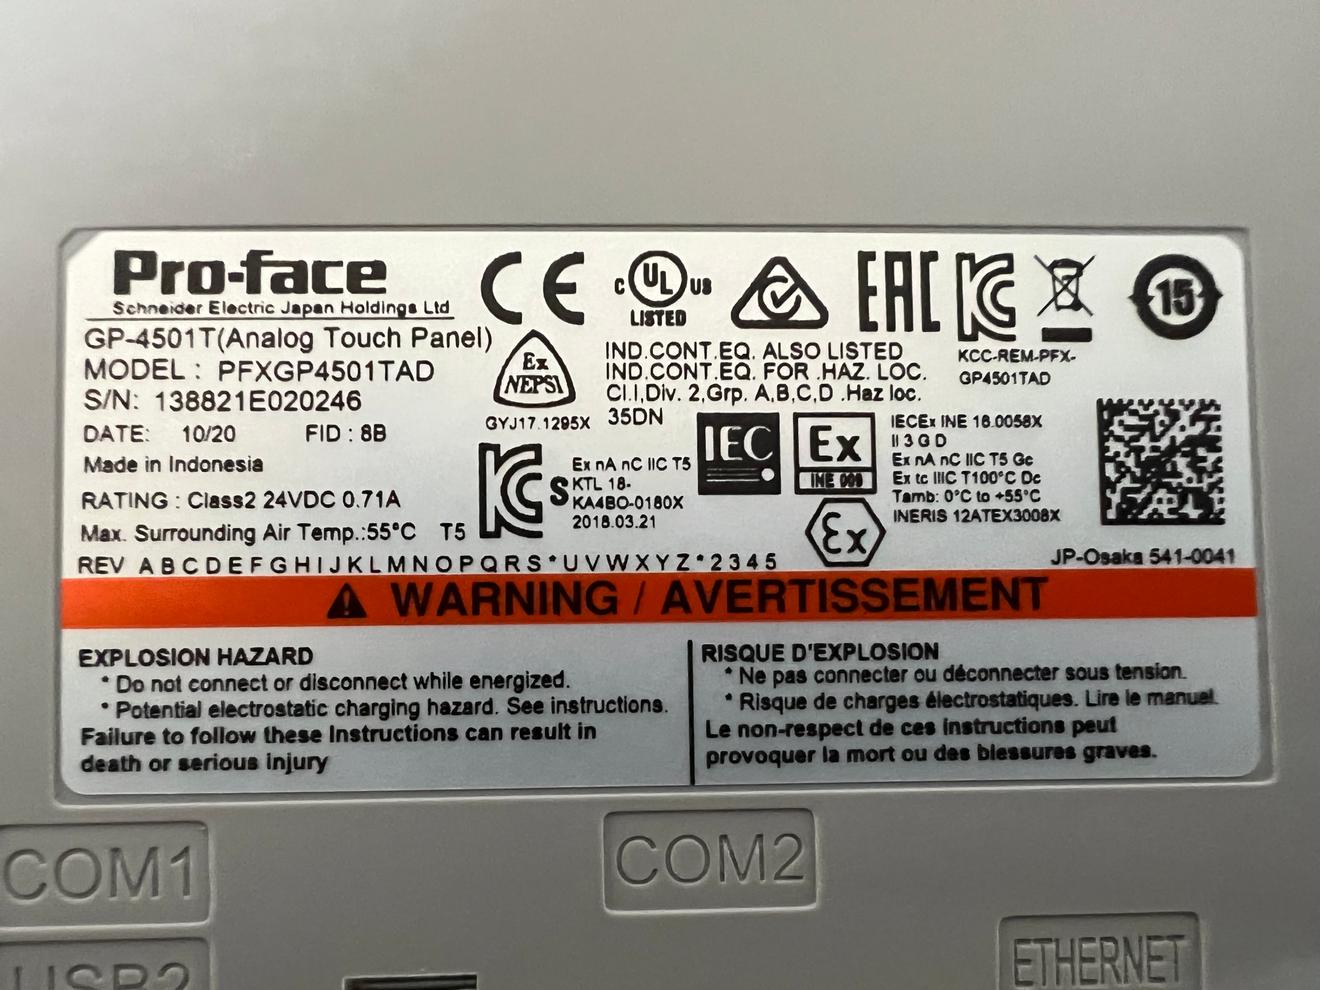 Pro-face
Schneider Electric Japan Holdings Ltd
GP-4501T(Analog Touch Panel)
MODEL : PFXGP4501TAD
S/N: 138821E020246
DATE: 10/20 FID : 8B
Made in Indonesia
RATING : Class2 24VDC 0.71A
Max. Surrounding Air Temp.:55°C T5
REV A B C D E F G H I J K L M N O P Q R S * U V W X Y Z * 2 3 4 5
CE
C UL US
LISTED
EAC
KC
15
Ex
NEPSI
GYJ17.1295X
IND.CONT.EQ. ALSO LISTED
IND.CONT.EQ. FOR .HAZ. LOC.
Cl.I,Div. 2,Grp. A,B,C,D .Haz loc.
35DN
KCC-REM-PFX-
GP4501TAD
KCs
Ex nA nC IIC T5
KTL 18-
KA4BO-0180X
2018.03.21
IEC
Ex
INE 009
Ex
IECEx INE 16.0058X
II 3 G D
Ex nA nC IIC T5 Gc
Ex tc IIIC T100°C Dc
Tamb: 0°C to +55°C
INERIS 12ATEX3008X
JP-Osaka 541-0041
WARNING / AVERTISSEMENT
EXPLOSION HAZARD
* Do not connect or disconnect while energized.
* Potential electrostatic charging hazard. See instructions.
Failure to follow these Instructions can result in
death or serious injury
RISQUE D'EXPLOSION
* Ne pas connecter ou déconnecter sous tension.
* Risque de charges électrostatiques. Lire le manuel.
Le non-respect de ces instructions peut
provoquer la mort ou des blessures graves.
COM1
COM2
USB2
ETHERNET